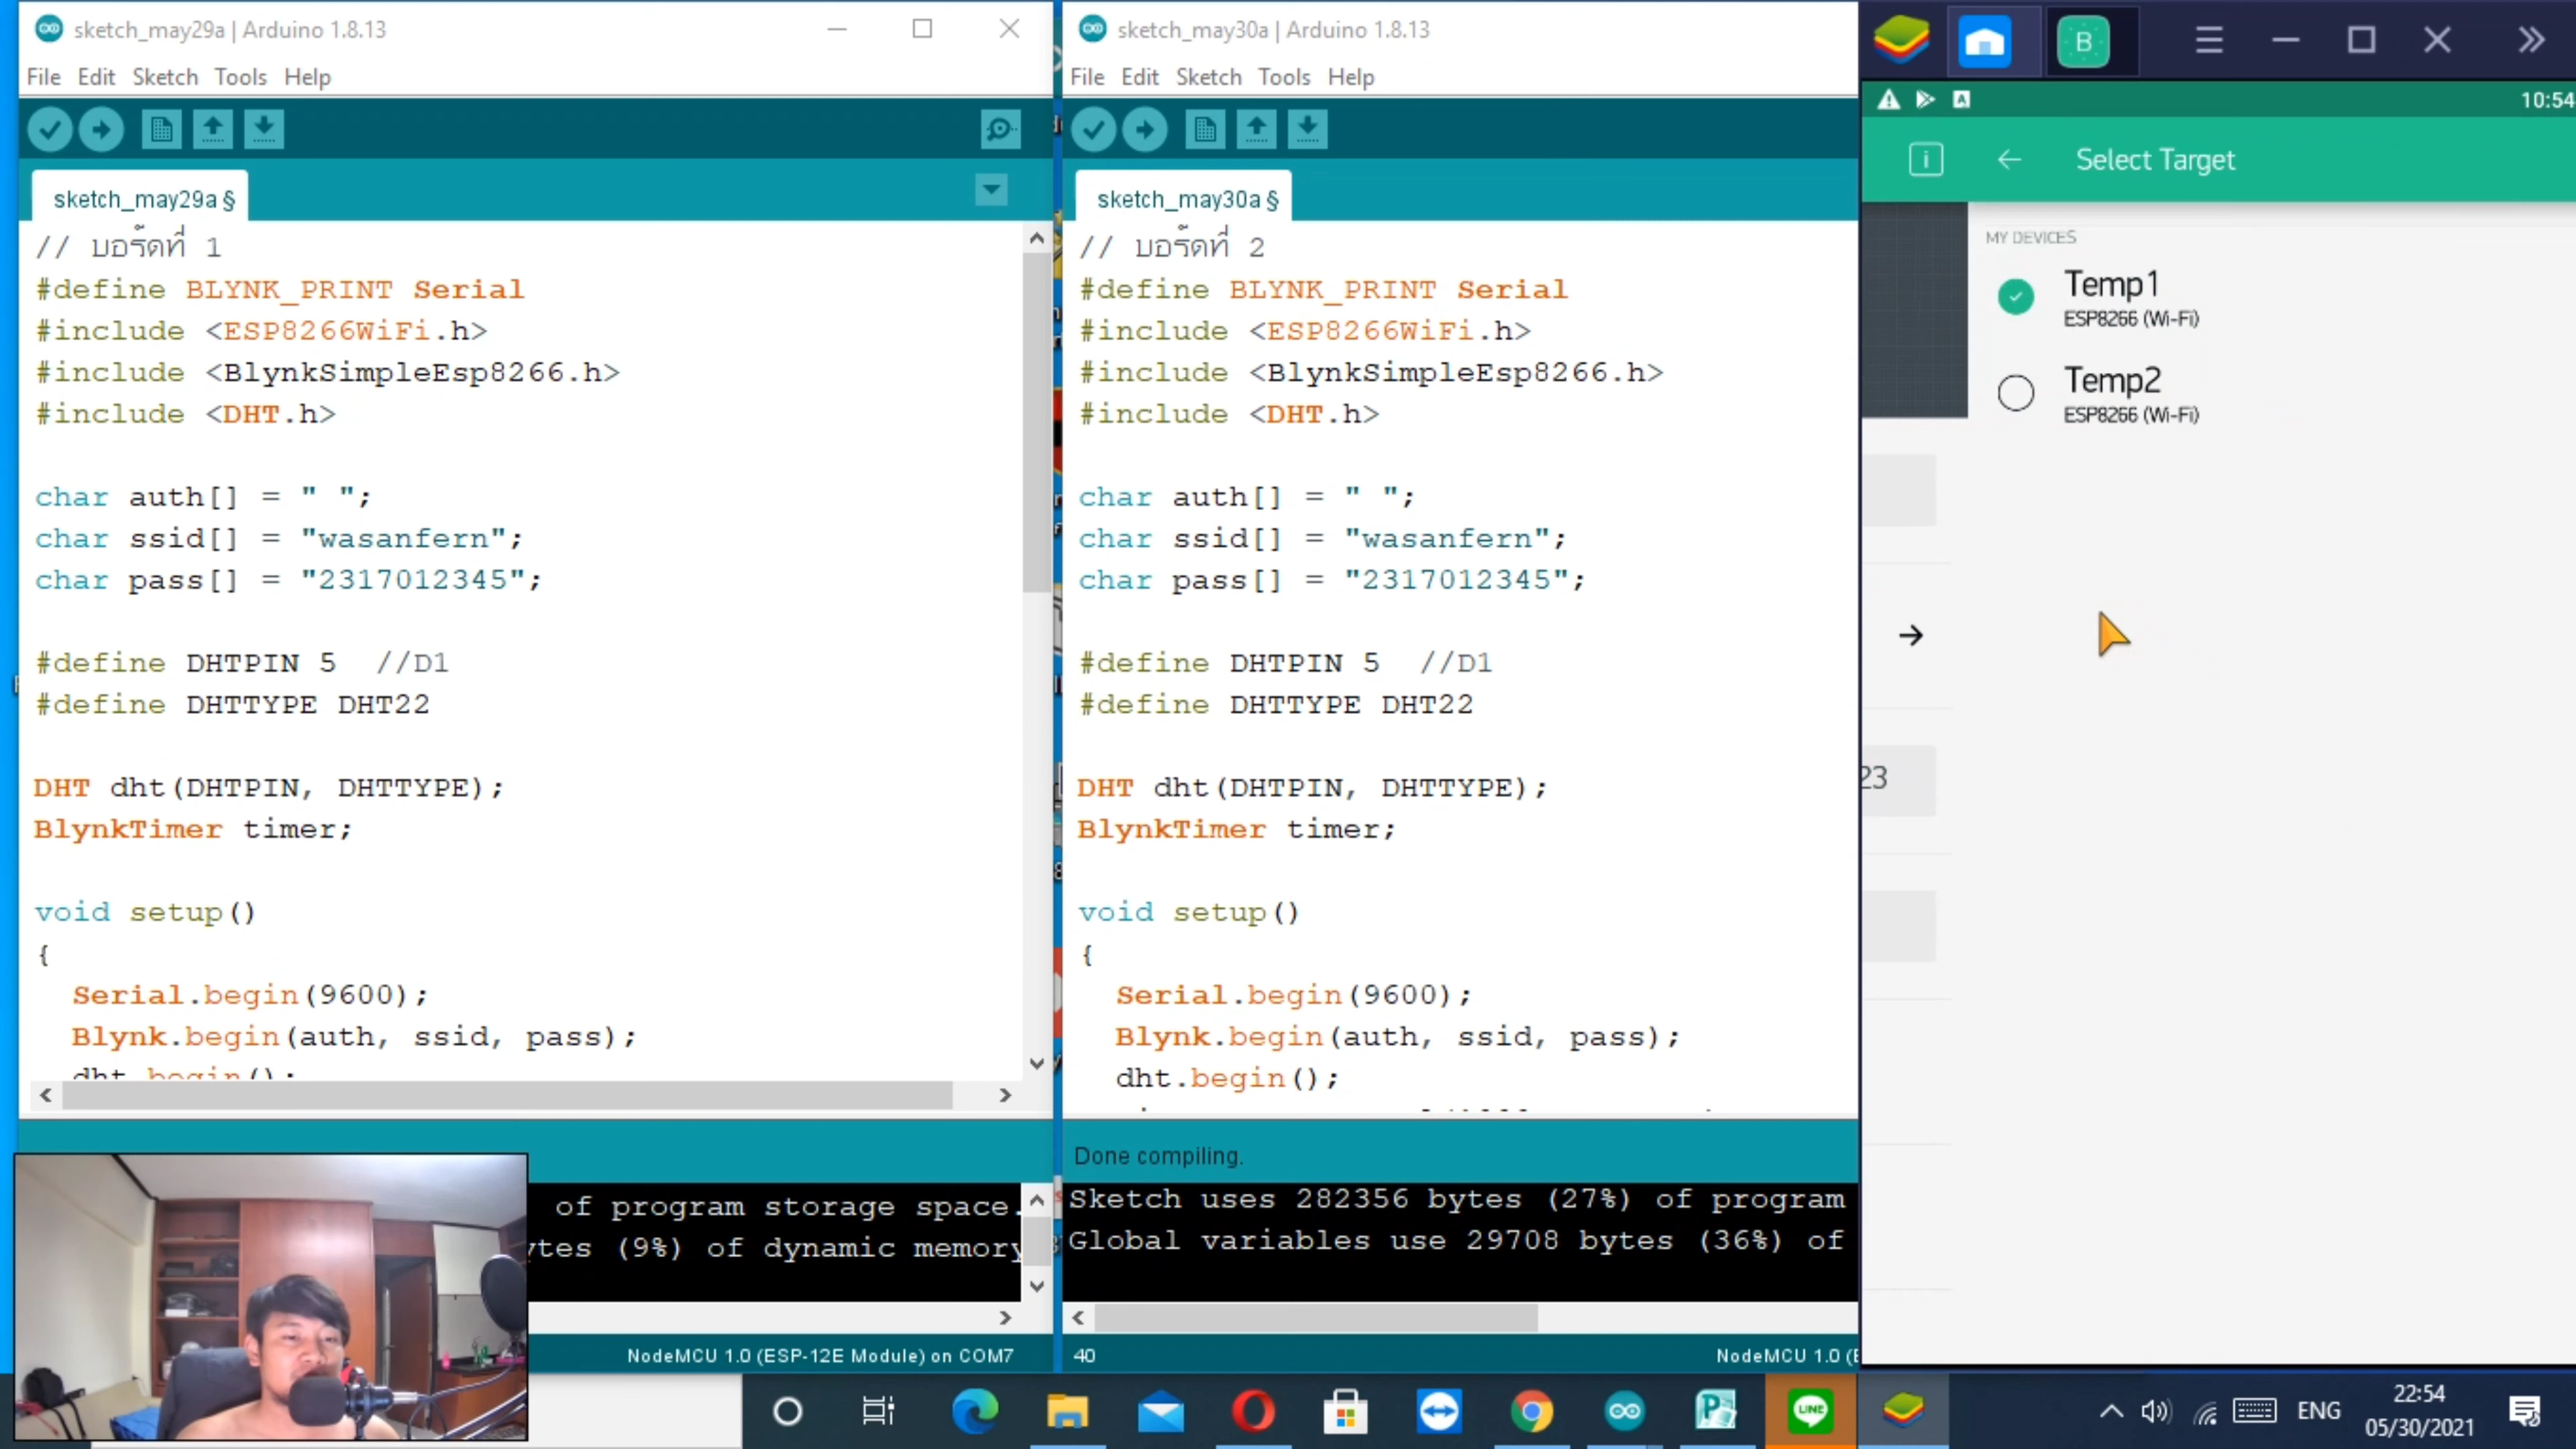 sketch_may29a | Arduino 1.8.13
File Edit Sketch Tools Help
sketch_may29a §
// บอร์ดที่ 1
#define BLYNK_PRINT Serial
#include <ESP8266WiFi.h>
#include <BlynkSimpleEsp8266.h>
#include <DHT.h>
char auth[] = " ";
char ssid[] = "wasanfern";
char pass[] = "2317012345";
#define DHTPIN 5 //D1
#define DHTTYPE DHT22
DHT dht(DHTPIN, DHTTYPE);
BlynkTimer timer;
void setup()
{
Serial.begin(9600);
Blynk.begin(auth, ssid, pass);
dht.begin();
of program storage space.
ytes (9%) of dynamic memory
NodeMCU 1.0 (ESP-12E Module) on COM7
sketch_may30a | Arduino 1.8.13
File Edit Sketch Tools Help
sketch_may30a §
// บอร์ดที่ 2
#define BLYNK_PRINT Serial
#include <ESP8266WiFi.h>
#include <BlynkSimpleEsp8266.h>
#include <DHT.h>
char auth[] = " ";
char ssid[] = "wasanfern";
char pass[] = "2317012345";
#define DHTPIN 5 //D1
#define DHTTYPE DHT22
DHT dht(DHTPIN, DHTTYPE);
BlynkTimer timer;
void setup()
{
Serial.begin(9600);
Blynk.begin(auth, ssid, pass);
dht.begin();
Done compiling.
Sketch uses 282356 bytes (27%) of program
Global variables use 29708 bytes (36%) of
40
NodeMCU 1.0 (E
B
10:54
Select Target
MY DEVICES
Temp1
ESP8266 (Wi-Fi)
Temp2
ESP8266 (Wi-Fi)
23
LINE
ENG
22:54
05/30/2021